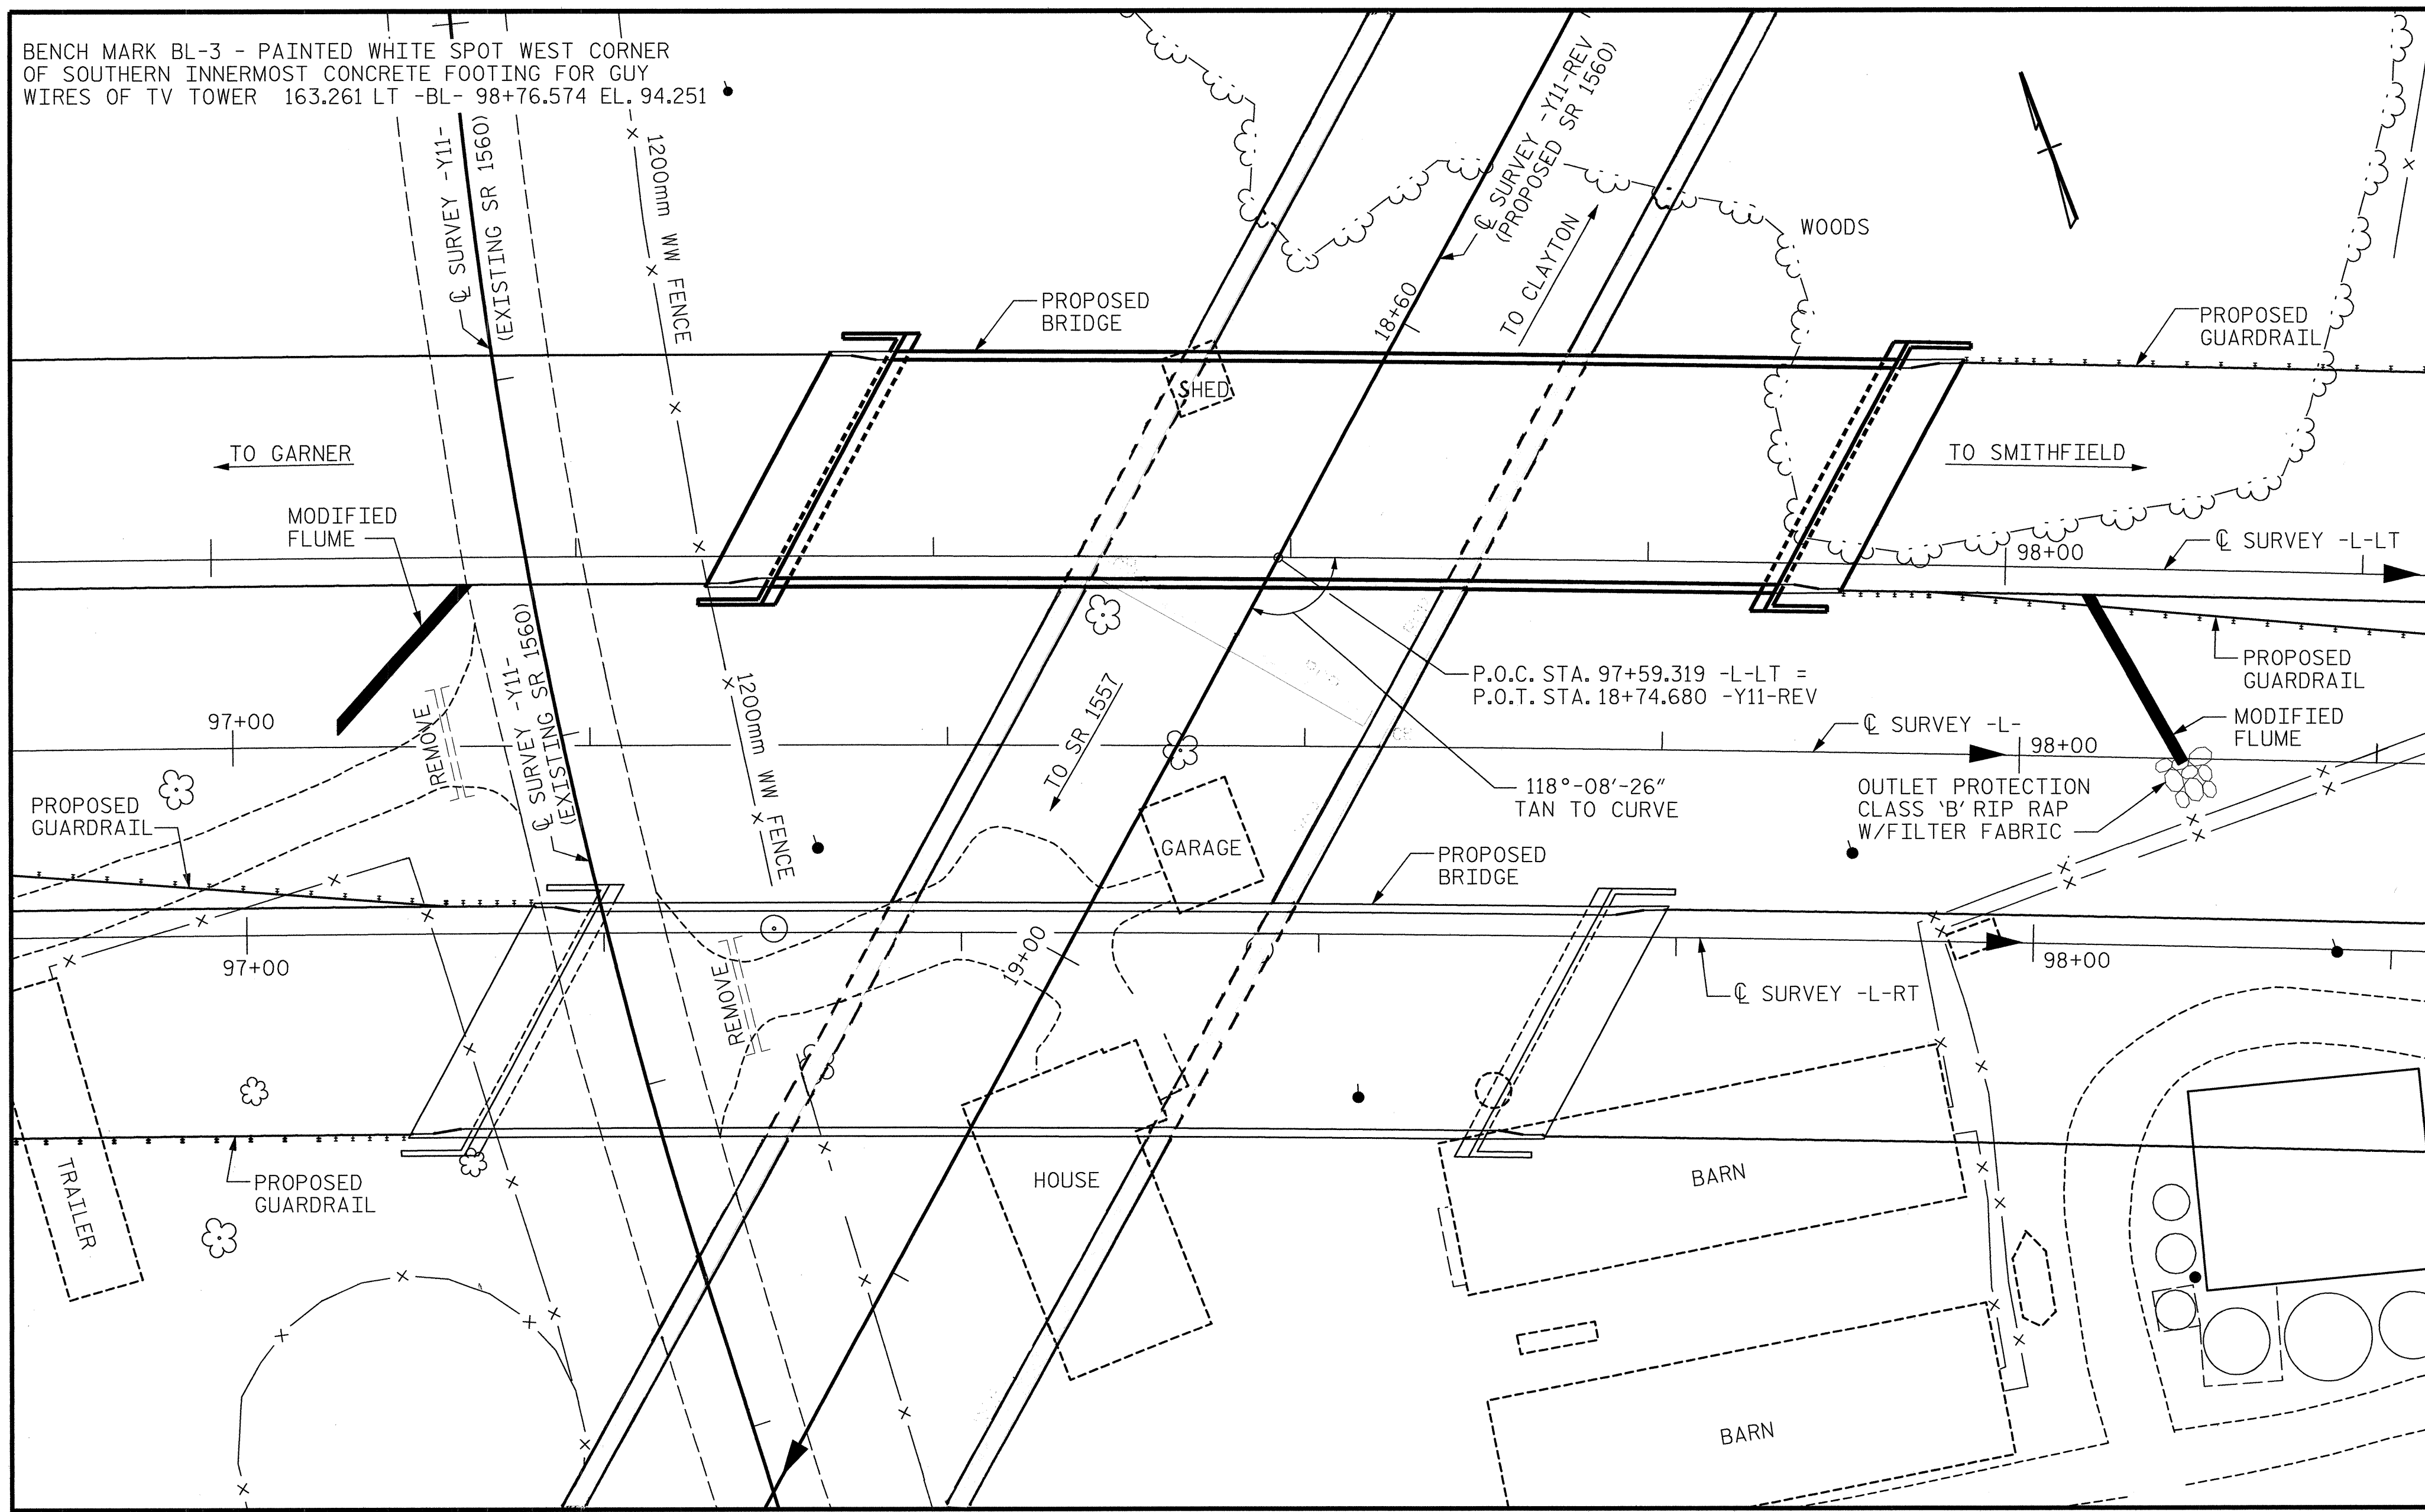 BENCH MARK BL-3 - PAINTED WHITE SPOT WEST CORNER
OF SOUTHERN INNERMOST CONCRETE FOOTING FOR GUY
WIRES OF TV TOWER 163.261 LT -BL- 98+76.574 EL. 94.251
℄ SURVEY -Y11-
(EXISTING SR 1560)
1200mm WW FENCE
℄ SURVEY -Y11-REV
(PROPOSED SR 1560)
TO CLAYTON
WOODS
18+60
PROPOSED
BRIDGE
PROPOSED
GUARDRAIL
SHED
TO GARNER
TO SMITHFIELD
MODIFIED
FLUME
98+00
℄ SURVEY -L-LT
℄ SURVEY -Y11-
(EXISTING SR 1560)
REMOVE
1200mm WW FENCE
TO SR 1557
P.O.C. STA. 97+59.319 -L-LT =
P.O.T. STA. 18+74.680 -Y11-REV
PROPOSED
GUARDRAIL
97+00
℄ SURVEY -L-
98+00
MODIFIED
FLUME
118°-08'-26"
TAN TO CURVE
OUTLET PROTECTION
CLASS 'B' RIP RAP
W/FILTER FABRIC
PROPOSED
GUARDRAIL
GARAGE
PROPOSED
BRIDGE
97+00
19+00
98+00
REMOVE
℄ SURVEY -L-RT
PROPOSED
GUARDRAIL
TRAILER
HOUSE
BARN
BARN